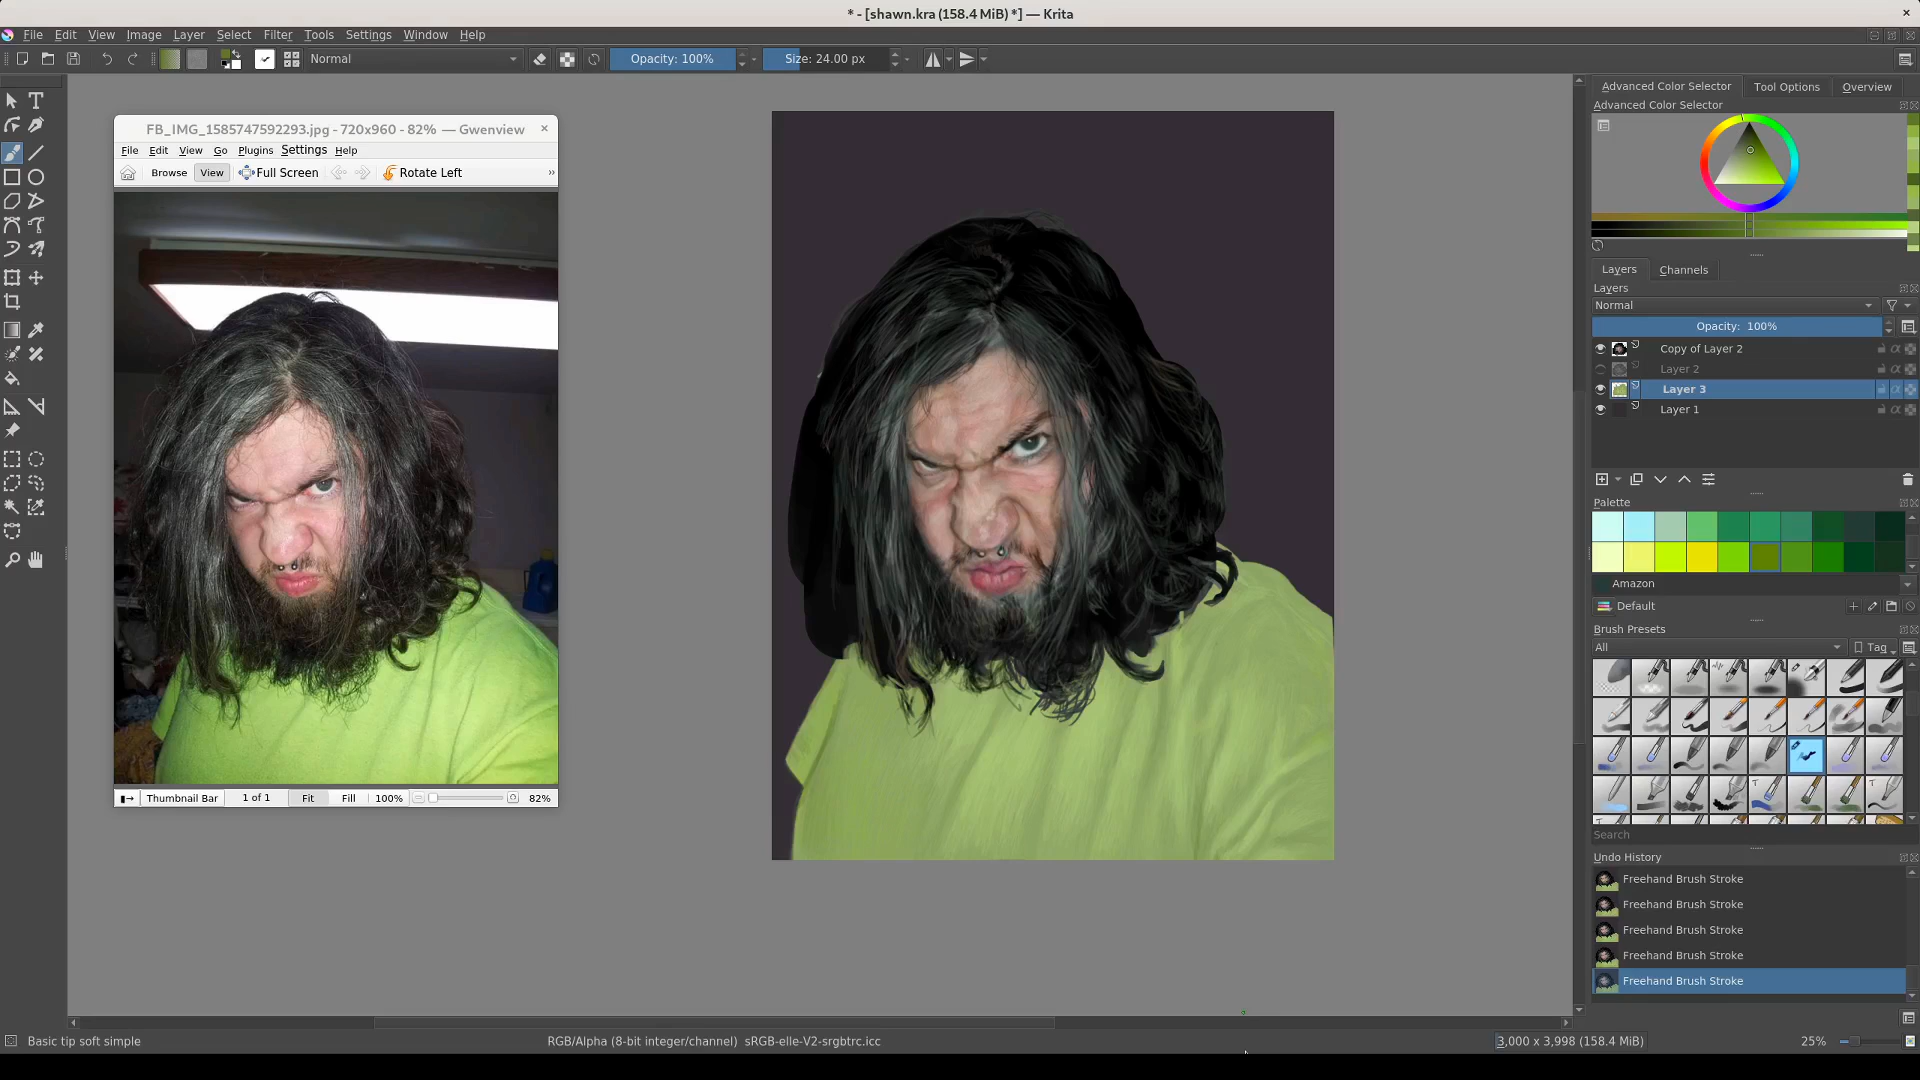 * - [shawn.kra (158.4 MiB) *] — Krita
File Edit View Image Layer Select Filter Tools Settings Window Help
Normal
Opacity: 100%
Size: 24.00 px
FB_IMG_1585747592293.jpg - 720x960 - 82% — Gwenview
File Edit View Go Plugins Settings Help
Browse View Full Screen Rotate Left
Thumbnail Bar 1 of 1 Fit Fill 100% 82%
Advanced Color Selector Tool Options Overview
Advanced Color Selector
Layers Channels
Layers
Normal
Opacity: 100%
Copy of Layer 2
Layer 2
Layer 3
Layer 1
Palette
Amazon
Default
Brush Presets
All Tag
Search
Undo History
Freehand Brush Stroke
Freehand Brush Stroke
Freehand Brush Stroke
Freehand Brush Stroke
Freehand Brush Stroke
Basic tip soft simple RGB/Alpha (8-bit integer/channel) sRGB-elle-V2-srgbtrc.icc 3,000 x 3,998 (158.4 MiB) 25%